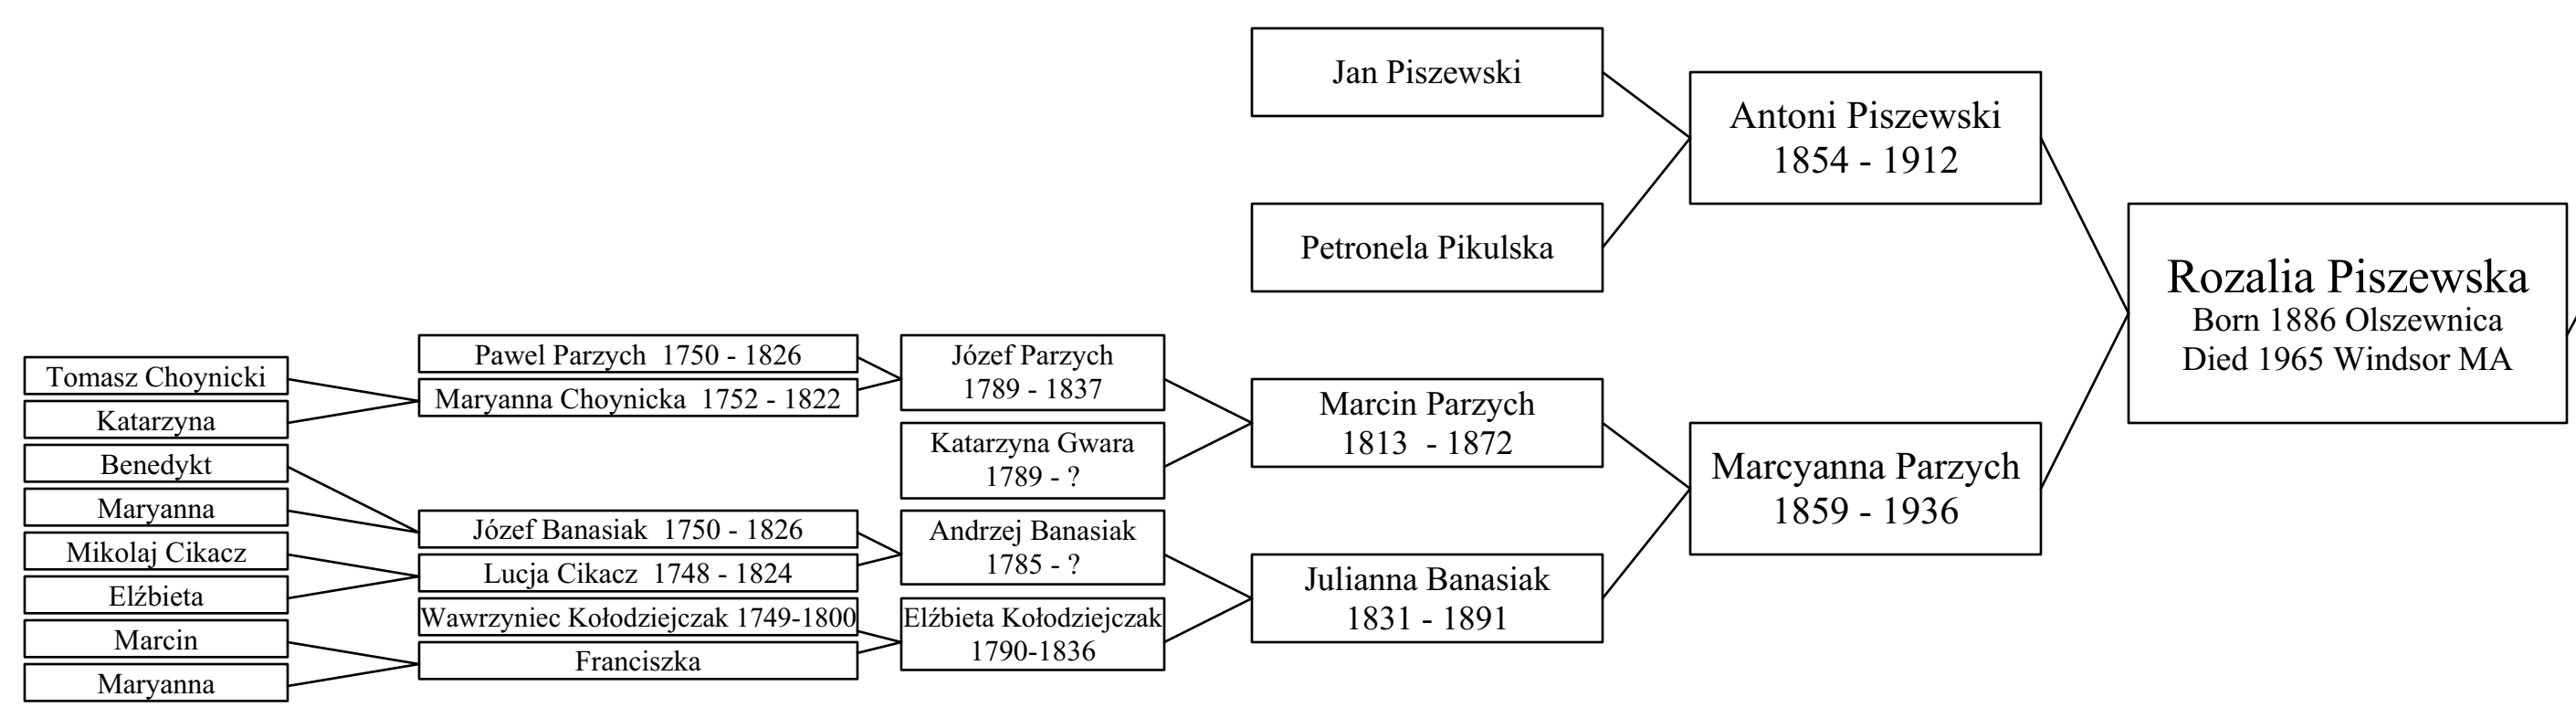 Jan Piszewski
Petronela Pikulska
Antoni Piszewski
1854 - 1912
Rozalia Piszewska
Born 1886 Olszewnica
Died 1965 Windsor MA
Tomasz Choynicki
Katarzyna
Benedykt
Maryanna
Mikolaj Cikacz
Elźbieta
Marcin
Maryanna
Pawel Parzych  1750 - 1826
Maryanna Choynicka  1752 - 1822
Józef Banasiak  1750 - 1826
Lucja Cikacz  1748 - 1824
Wawrzyniec Kołodziejczak 1749-1800
Franciszka
Józef Parzych
1789 - 1837
Katarzyna Gwara
1789 - ?
Andrzej Banasiak
1785 - ?
Elźbieta Kołodziejczak
1790-1836
Marcin Parzych
1813  - 1872
Julianna Banasiak
1831 - 1891
Marcyanna Parzych
1859 - 1936